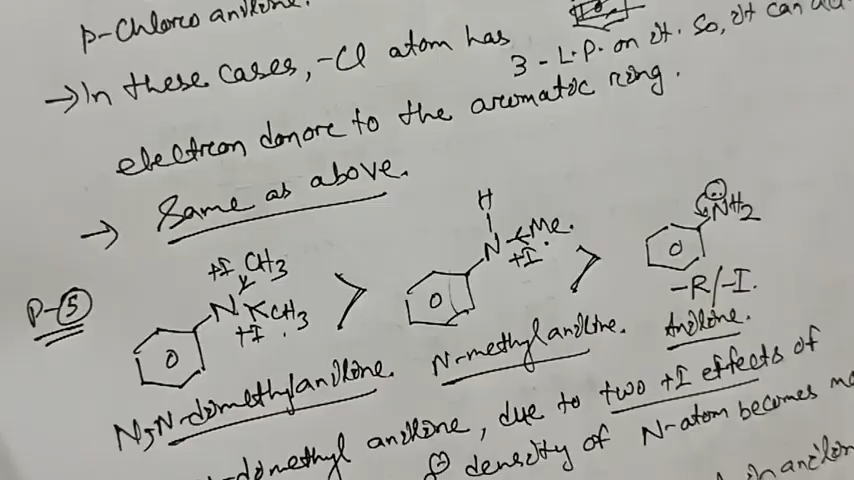 P-Chloro aniline.
→ In these cases, -Cl atom has 3-L.P. on it. So, it can
electron donor to the aromatic ring.
→ Same as above.
P-5
+I CH3
N CH3
+I
>
H
N Me.
+I
>
NH2
-R/-I.
N,N-dimethylaniline. N-methylaniline. Aniline.
dimethyl aniline, due to two +I effects of
density of N-atom becomes
in